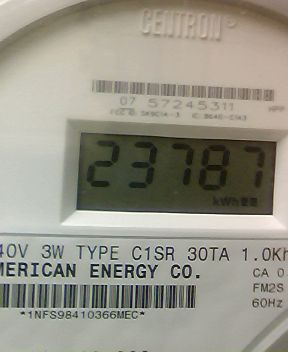 CENTRON
07 57245311
23787
kWh
40V 3W TYPE C1SR 30TA 1.0Kh
MERICAN ENERGY CO.
CA 0
FM2S
60Hz
*1NFS98410366MEC*